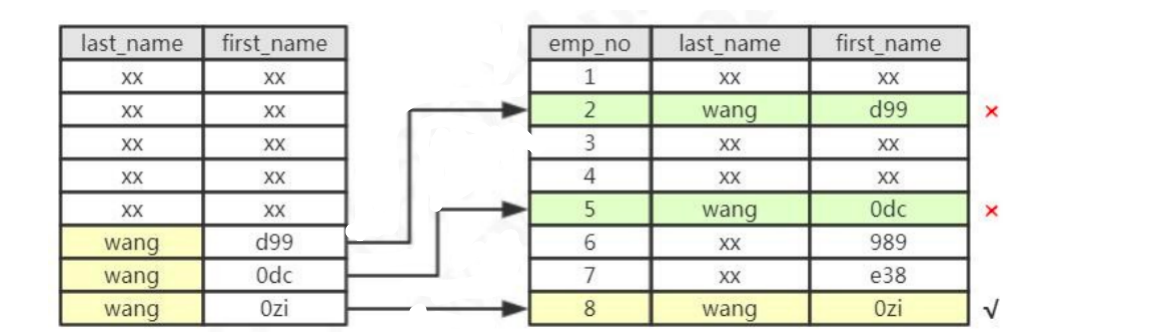 last_name first_name emp_no last_name first_name
xx xx 1 xx xx
xx xx 2 wang d99 ×
xx xx 3 xx xx
xx xx 4 xx xx
xx xx 5 wang 0dc ×
wang d99 6 xx 989
wang 0dc 7 xx e38
wang 0zi 8 wang 0zi √